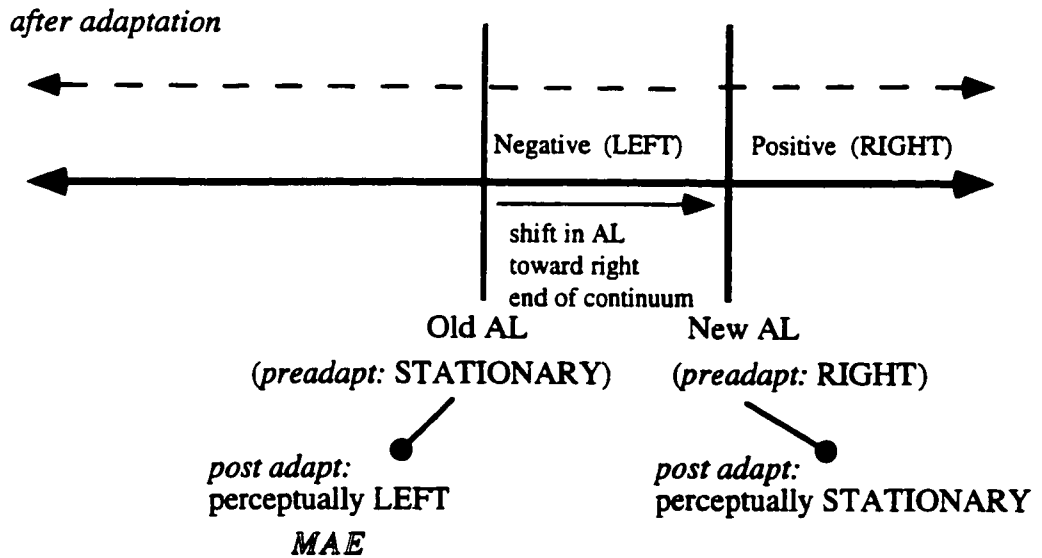 after adaptation
Negative (LEFT)
Positive (RIGHT)
shift in AL
toward right
end of continuum
Old AL
(preadapt: STATIONARY)
New AL
(preadapt: RIGHT)
post adapt:
perceptually LEFT
MAE
post adapt:
perceptually STATIONARY